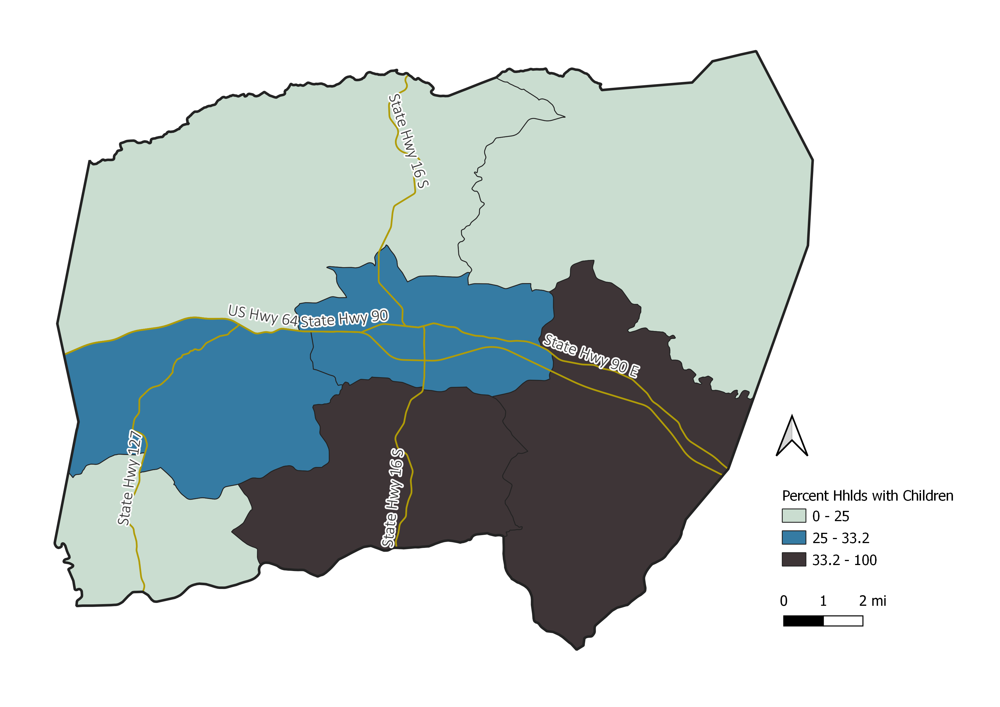 State Hwy 16 S
US Hwy 64
State Hwy 90
State Hwy 90 E
State Hwy 127
State Hwy 16 S
Percent Hhlds with Children
0 - 25
25 - 33.2
33.2 - 100
0 1 2 mi